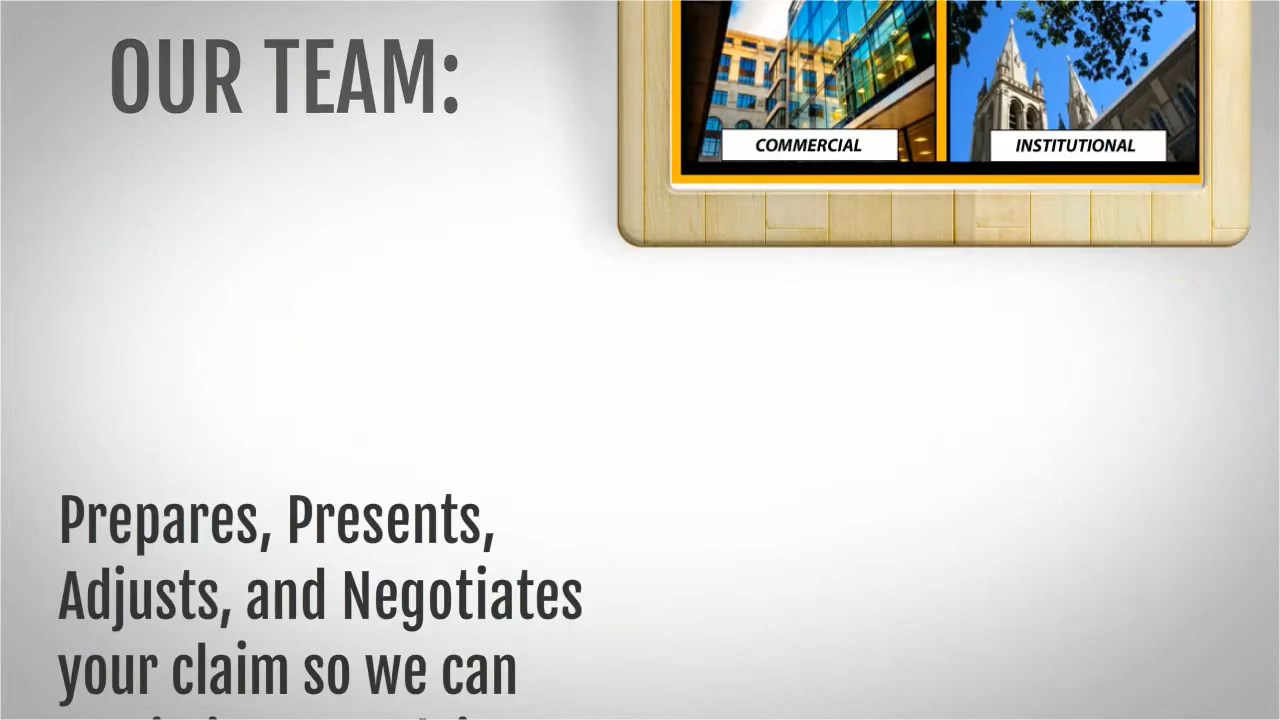 OUR TEAM:
COMMERCIAL
INSTITUTIONAL
Prepares, Presents,
Adjusts, and Negotiates
your claim so we can